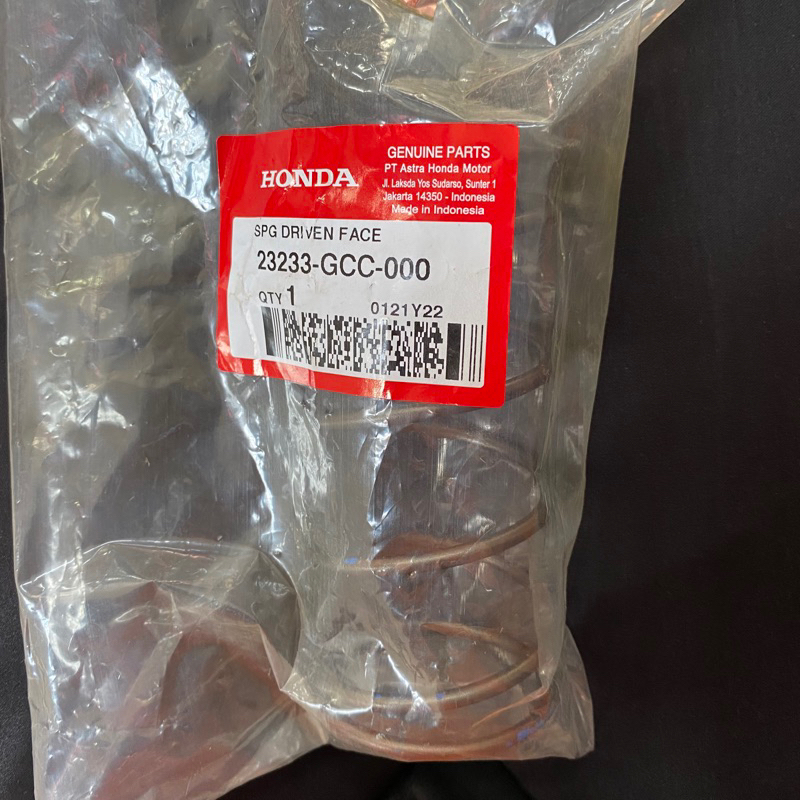 HONDA
GENUINE PARTS
PT Astra Honda Motor
Jl. Laksda Yos Sudarso, Sunter 1
Jakarta 14350 - Indonesia
Made in Indonesia
SPG DRIVEN FACE
23233-GCC-000
QTY 1
0121Y22